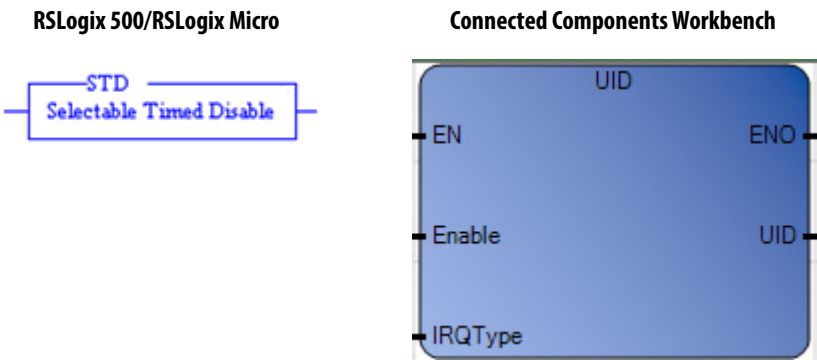 RSLogix 500/RSLogix Micro
Connected Components Workbench
STD
Selectable Timed Disable
UID
EN
ENO
Enable
UID
IRQType